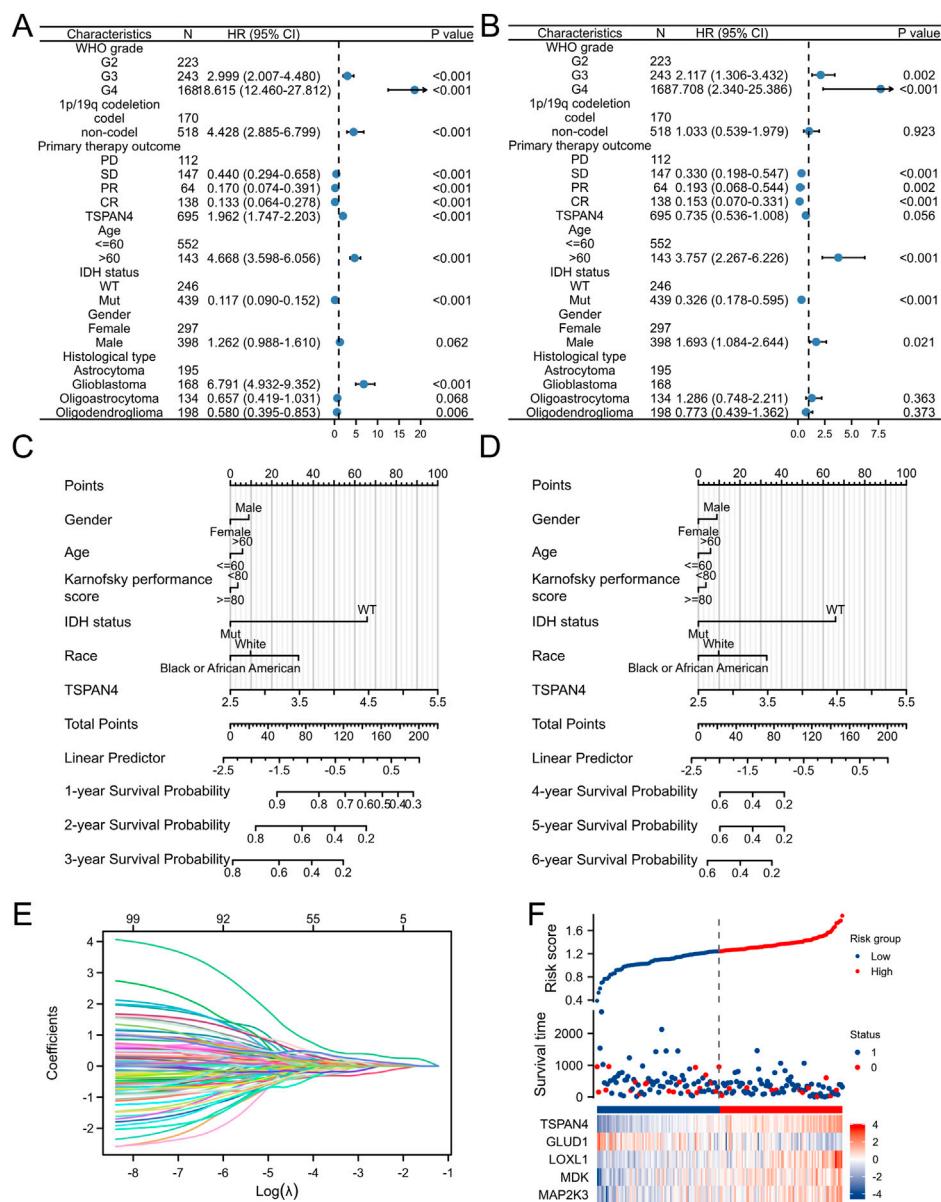 A
Characteristics N HR (95% CI) P value
WHO grade
G2 223
G3 243 2.999 (2.007-4.480) <0.001
G4 168 18.615 (12.460-27.812) <0.001
1p/19q codeletion
codel 170
non-codel 518 4.428 (2.885-6.799) <0.001
Primary therapy outcome
PD 112
SD 147 0.440 (0.294-0.658) <0.001
PR 64 0.170 (0.074-0.391) <0.001
CR 138 0.133 (0.064-0.278) <0.001
TSPAN4 695 1.962 (1.747-2.203) <0.001
Age
<=60 552
>60 143 4.668 (3.598-6.056) <0.001
IDH status
WT 246
Mut 439 0.117 (0.090-0.152) <0.001
Gender
Female 297
Male 398 1.262 (0.988-1.610) 0.062
Histological type
Astrocytoma 195
Glioblastoma 168 6.791 (4.932-9.352) <0.001
Oligoastrocytoma 134 0.657 (0.419-1.031) 0.068
Oligodendroglioma 198 0.580 (0.395-0.853) 0.006
0 5 10 15 20
B
Characteristics N HR (95% CI) P value
WHO grade
G2 223
G3 243 2.117 (1.306-3.432) 0.002
G4 168 7.708 (2.340-25.386) <0.001
1p/19q codeletion
codel 170
non-codel 518 1.033 (0.539-1.979) 0.923
Primary therapy outcome
PD 112
SD 147 0.330 (0.198-0.547) <0.001
PR 64 0.193 (0.068-0.544) 0.002
CR 138 0.153 (0.070-0.331) <0.001
TSPAN4 695 0.735 (0.536-1.008) 0.056
Age
<=60 552
>60 143 3.757 (2.267-6.226) <0.001
IDH status
WT 246
Mut 439 0.326 (0.178-0.595) <0.001
Gender
Female 297
Male 398 1.693 (1.084-2.644) 0.021
Histological type
Astrocytoma 195
Glioblastoma 168
Oligoastrocytoma 134 1.286 (0.748-2.211) 0.363
Oligodendroglioma 198 0.773 (0.439-1.362) 0.373
0.0 2.5 5.0 7.5
C
0 20 40 60 80 100
Points
Male
Gender
Female
>60
Age
<=60
<80
Karnofsky performance
score
>=80
WT
IDH status
Mut
White
Race
Black or African American
TSPAN4
2.5 3.5 4.5 5.5
Total Points
0 40 80 120 160 200
Linear Predictor
-2.5 -1.5 -0.5 0.5
1-year Survival Probability
0.9 0.8 0.7 0.6 0.5 0.4 0.3
2-year Survival Probability
0.8 0.6 0.4 0.2
3-year Survival Probability
0.8 0.6 0.4 0.2
D
0 20 40 60 80 100
Points
Male
Gender
Female
>60
Age
<=60
<80
Karnofsky performance
score
>=80
WT
IDH status
Mut
White
Race
Black or African American
TSPAN4
2.5 3.5 4.5 5.5
Total Points
0 20 40 80 120 160 200
Linear Predictor
-2.5 -1.5 -0.5 0.5
4-year Survival Probability
0.6 0.4 0.2
5-year Survival Probability
0.6 0.4 0.2
6-year Survival Probability
0.6 0.4 0.2
E
99 92 55 5
Coefficients
4
3
2
1
0
-1
-2
-8 -7 -6 -5 -4 -3 -2 -1
Log(λ)
F
Risk score
1.6
1.2
0.8
0.4
Risk group
Low
High
Survival time
2000
1000
0
Status
1
0
TSPAN4
GLUD1
LOXL1
MDK
MAP2K3
4
2
0
-2
-4